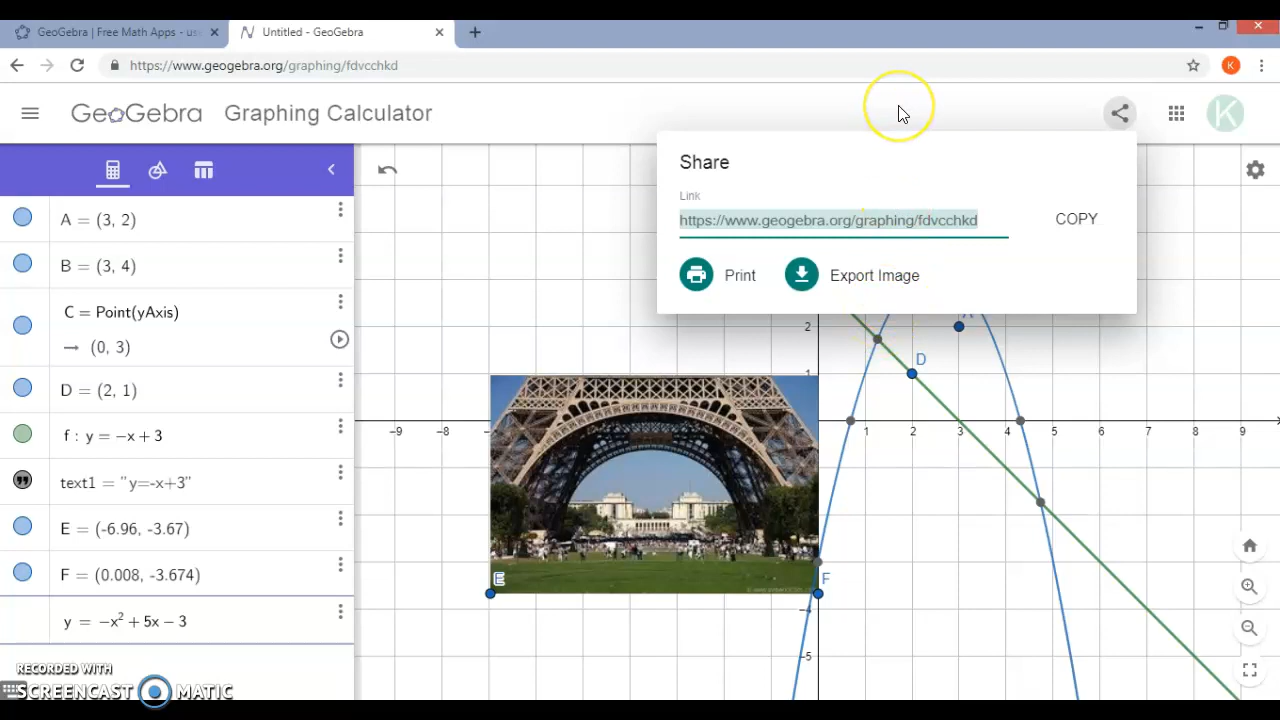 GeoGebra | Free Math Apps - us
Untitled - GeoGebra
https://www.geogebra.org/graphing/fdvcchkd
K
GeoGebra Graphing Calculator
K
Share
Link
https://www.geogebra.org/graphing/fdvcchkd
COPY
Print
Export Image
A = (3, 2)
B = (3, 4)
C = Point(yAxis)
→ (0, 3)
D = (2, 1)
f : y = −x + 3
text1 = "y=-x+3"
E = (-6.96, -3.67)
F = (0.008, -3.674)
y = −x² + 5x − 3
2
A
1
D
−9 −8 1 2 3 4 5 6 7 8 9
E
F
−4
−5
RECORDED WITH
SCREENCAST MATIC